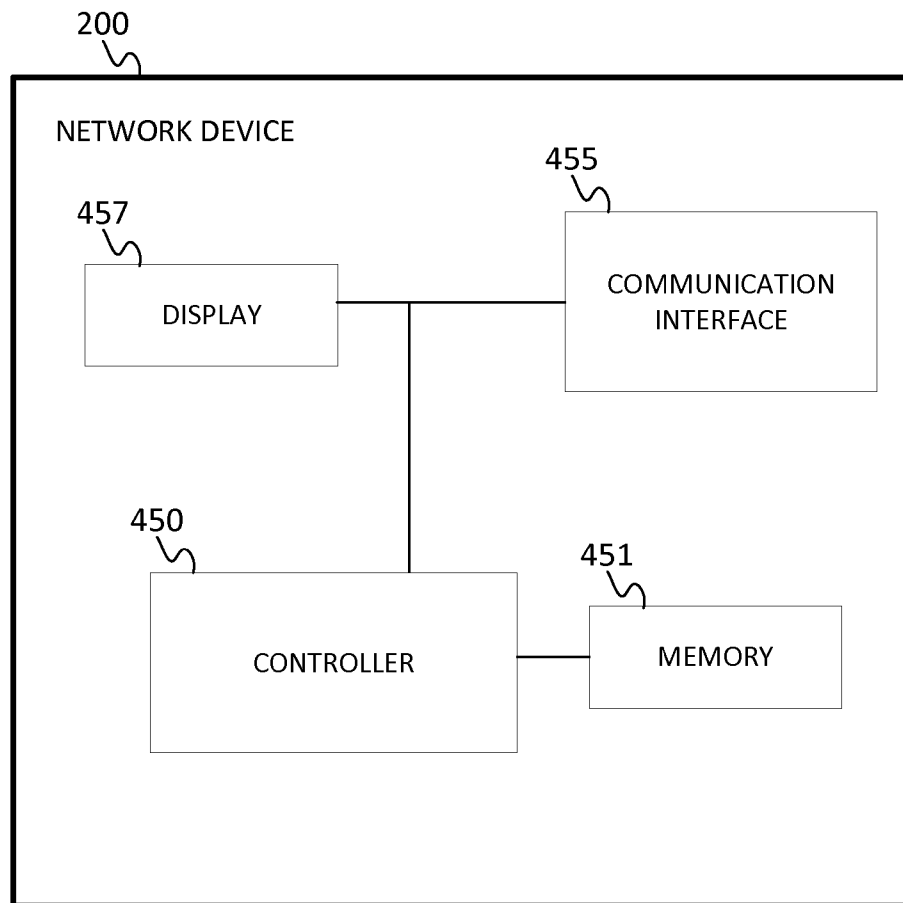 200
NETWORK DEVICE
455
457
COMMUNICATION
INTERFACE
DISPLAY
450
451
CONTROLLER
MEMORY